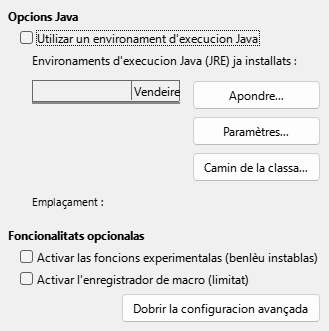 Opcions Java
Utilizar un environament d'execucion Java
Environaments d'execucion Java (JRE) ja installats :
Vendeire
Apondre...
Paramètres...
Camin de la classa...
Emplaçament :
Foncionalitats opcionalas
Activar las foncions experimentalas (benlèu instablas)
Activar l'enregistrador de macro (limitat)
Dobrir la configuracion avançada